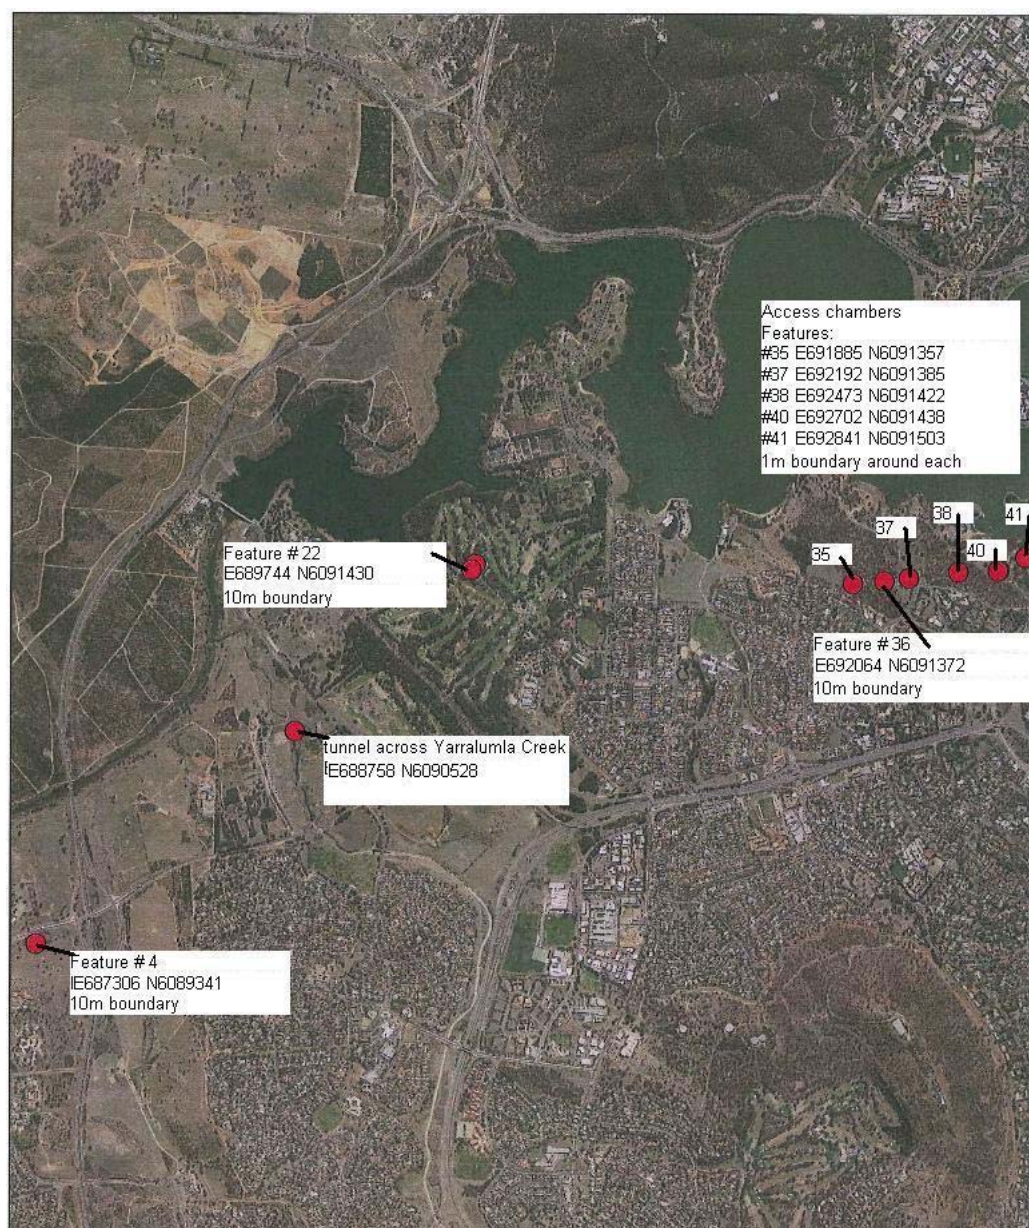 Access chambers
Features:
#35 E691885 N6091357
#37 E692192 N6091385
#38 E692473 N6091422
#40 E692702 N6091438
#41 E692841 N6091503
1m boundary around each
38
41
37
40
35
Feature #22
E689744 N6091430
10m boundary
Feature #36
E692064 N6091372
10m boundary
tunnel across Yarralumla Creek
E688758 N6090528
Feature #4
E687306 N6089341
10m boundary